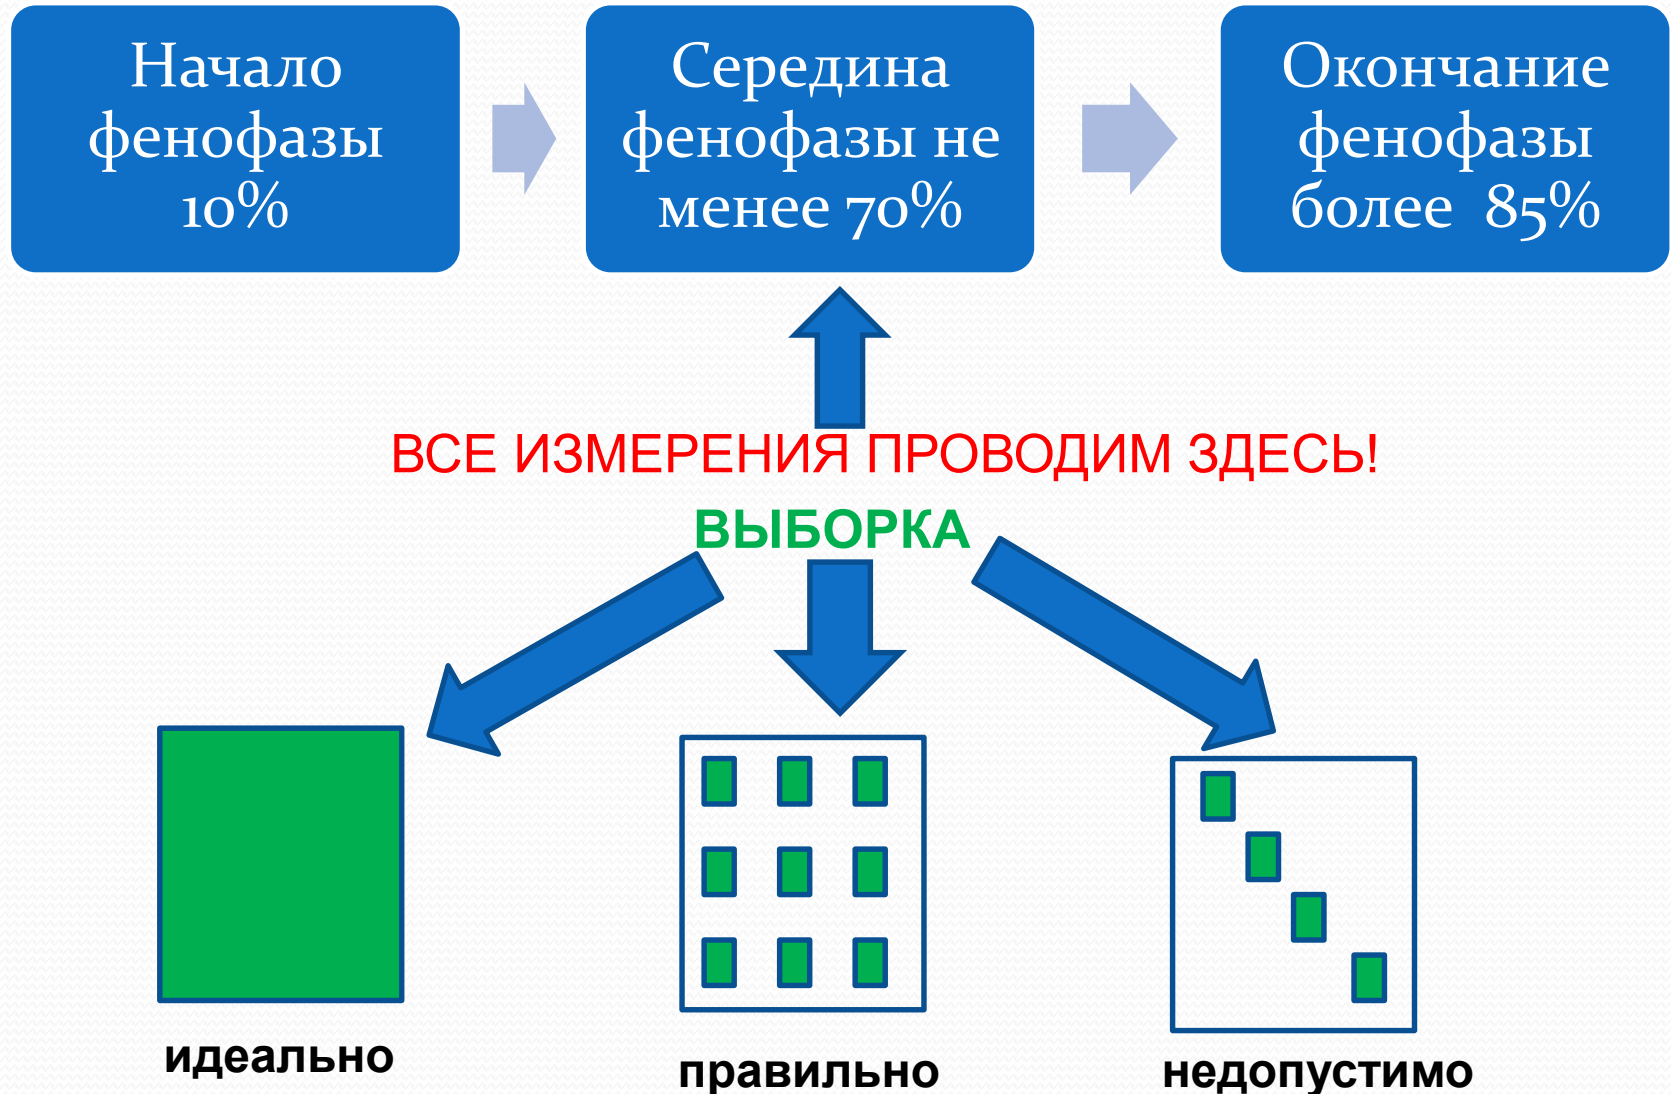 Начало
фенофазы
10%
Середина
фенофазы не
менее 70%
Окончание
фенофазы
более 85%
ВСЕ ИЗМЕРЕНИЯ ПРОВОДИМ ЗДЕСЬ!
ВЫБОРКА
идеально
правильно
недопустимо